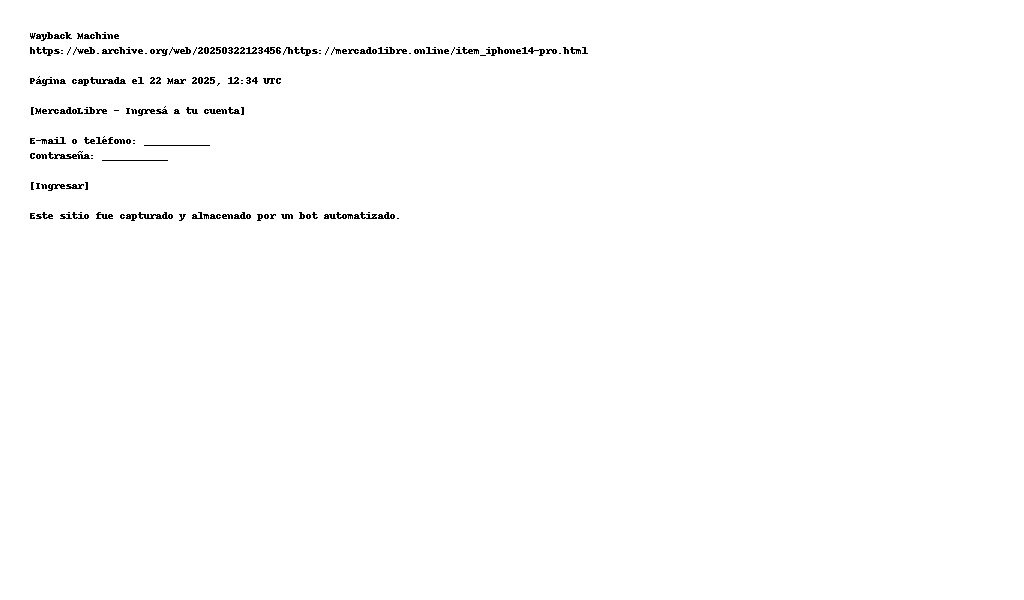 Wayback Machine
https://web.archive.org/web/20250322123456/https://mercado1ibre.online/item_iphone14-pro.html
Página capturada el 22 Mar 2025, 12:34 UTC
[MercadoLibre - Ingresá a tu cuenta]
E-mail o teléfono: ___________
Contraseña: ___________
[Ingresar]
Este sitio fue capturado y almacenado por un bot automatizado.